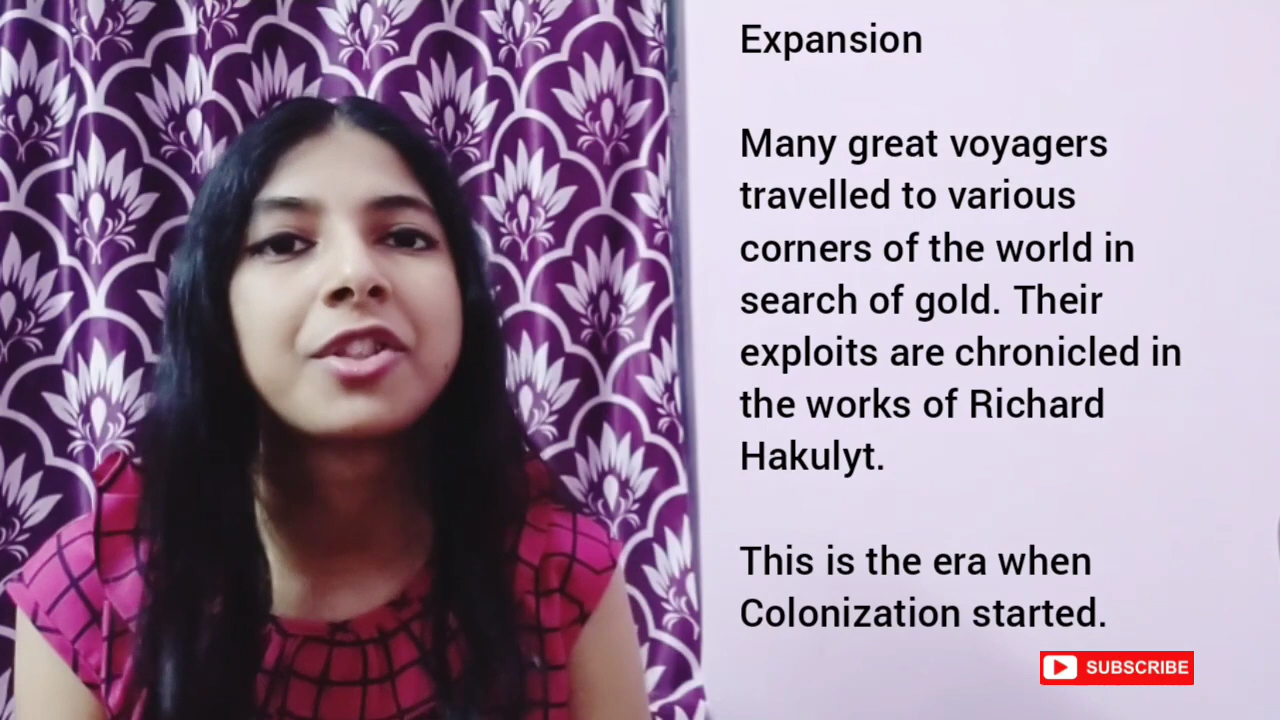 Expansion
Many great voyagers
travelled to various
corners of the world in
search of gold. Their
exploits are chronicled in
the works of Richard
Hakulyt.
This is the era when
Colonization started.
SUBSCRIBE